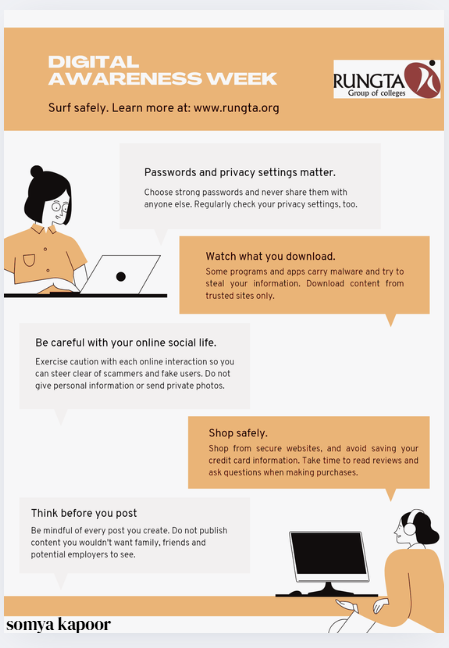 DIGITAL
AWARENESS WEEK
Surf safely. Learn more at: www.rungta.org
RUNGTA
Group of colleges
Passwords and privacy settings matter.
Choose strong passwords and never share them with
anyone else. Regularly check your privacy settings, too.
Watch what you download.
Some programs and apps carry malware and try to
steal your information. Download content from
trusted sites only.
Be careful with your online social life.
Exercise caution with each online interaction so you
can steer clear of scammers and fake users. Do not
give personal information or send private photos.
Shop safely.
Shop from secure websites, and avoid saving your
credit card information. Take time to read reviews and
ask questions when making purchases.
Think before you post
Be mindful of every post you create. Do not publish
content you wouldn't want family, friends and
potential employers to see.
somya kapoor